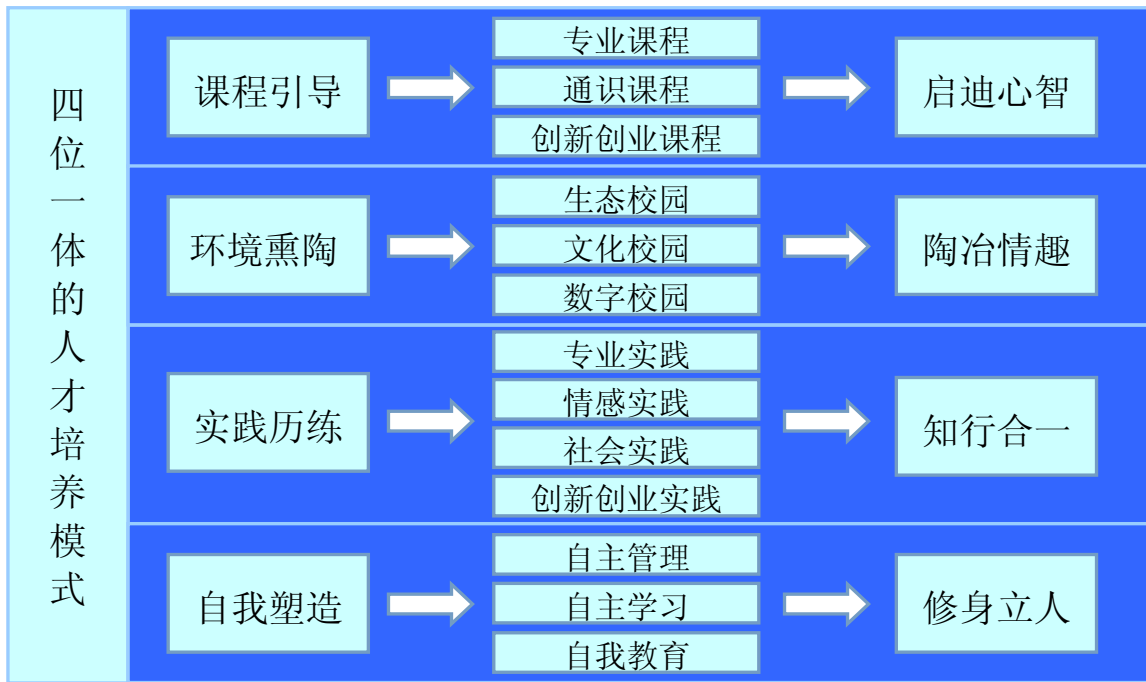 四位一体的人才培养模式
课程引导
专业课程
通识课程
创新创业课程
启迪心智
环境熏陶
生态校园
文化校园
数字校园
陶冶情趣
实践历练
专业实践
情感实践
社会实践
创新创业实践
知行合一
自我塑造
自主管理
自主学习
自我教育
修身立人